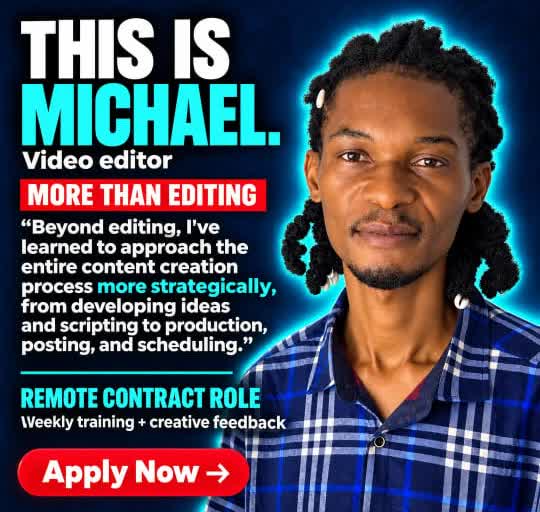 THIS IS
MICHAEL.
Video editor
MORE THAN EDITING
“Beyond editing, I've
learned to approach the
entire content creation
process more strategically,
from developing ideas
and scripting to production,
posting, and scheduling.”
REMOTE CONTRACT ROLE
Weekly training + creative feedback
Apply Now →